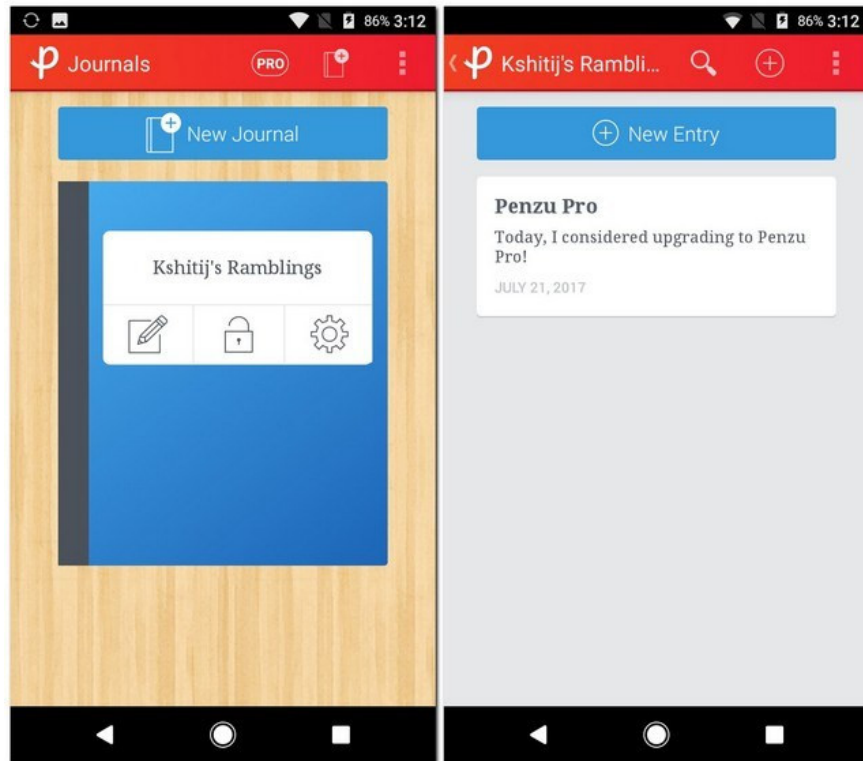 86% 3:12
Journals
PRO
New Journal
Kshitij's Ramblings
86% 3:12
Kshitij's Rambli...
New Entry
Penzu Pro
Today, I considered upgrading to Penzu
Pro!
JULY 21, 2017